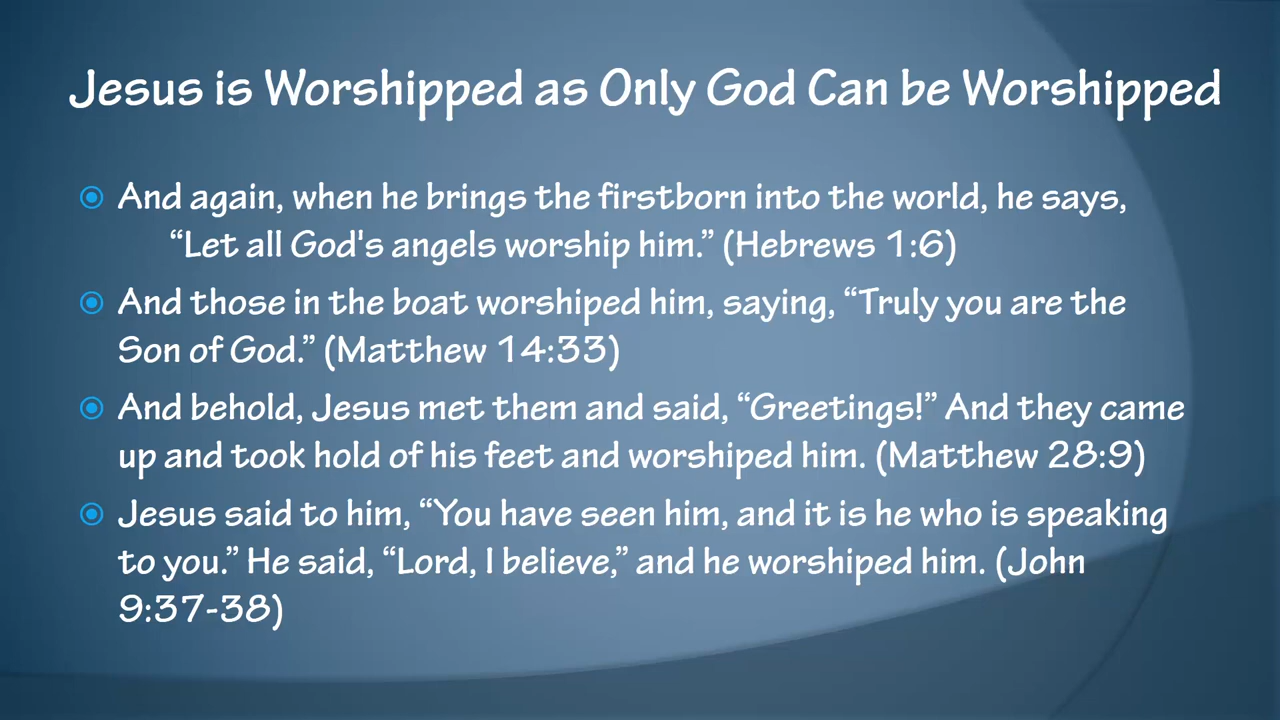 Jesus is Worshipped as Only God Can be Worshipped
And again, when he brings the firstborn into the world, he says,
“Let all God's angels worship him.” (Hebrews 1:6)
And those in the boat worshiped him, saying, “Truly you are the
Son of God.” (Matthew 14:33)
And behold, Jesus met them and said, “Greetings!” And they came
up and took hold of his feet and worshiped him. (Matthew 28:9)
Jesus said to him, “You have seen him, and it is he who is speaking
to you.” He said, “Lord, I believe,” and he worshiped him. (John
9:37-38)